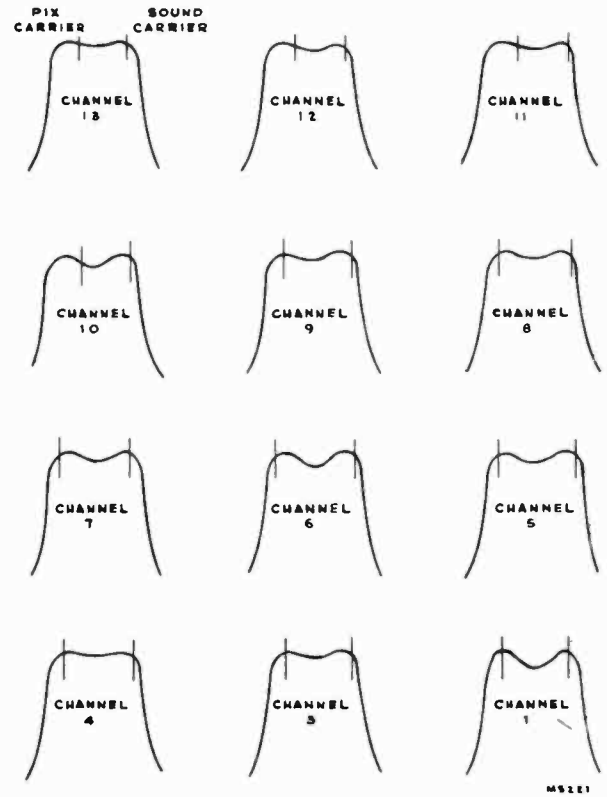 PIX CARRIER
SOUND CARRIER
CHANNEL
13
CHANNEL
12
CHANNEL
11
CHANNEL
10
CHANNEL
9
CHANNEL
8
CHANNEL
7
CHANNEL
6
CHANNEL
5
CHANNEL
4
CHANNEL
3
CHANNEL
1
MS221